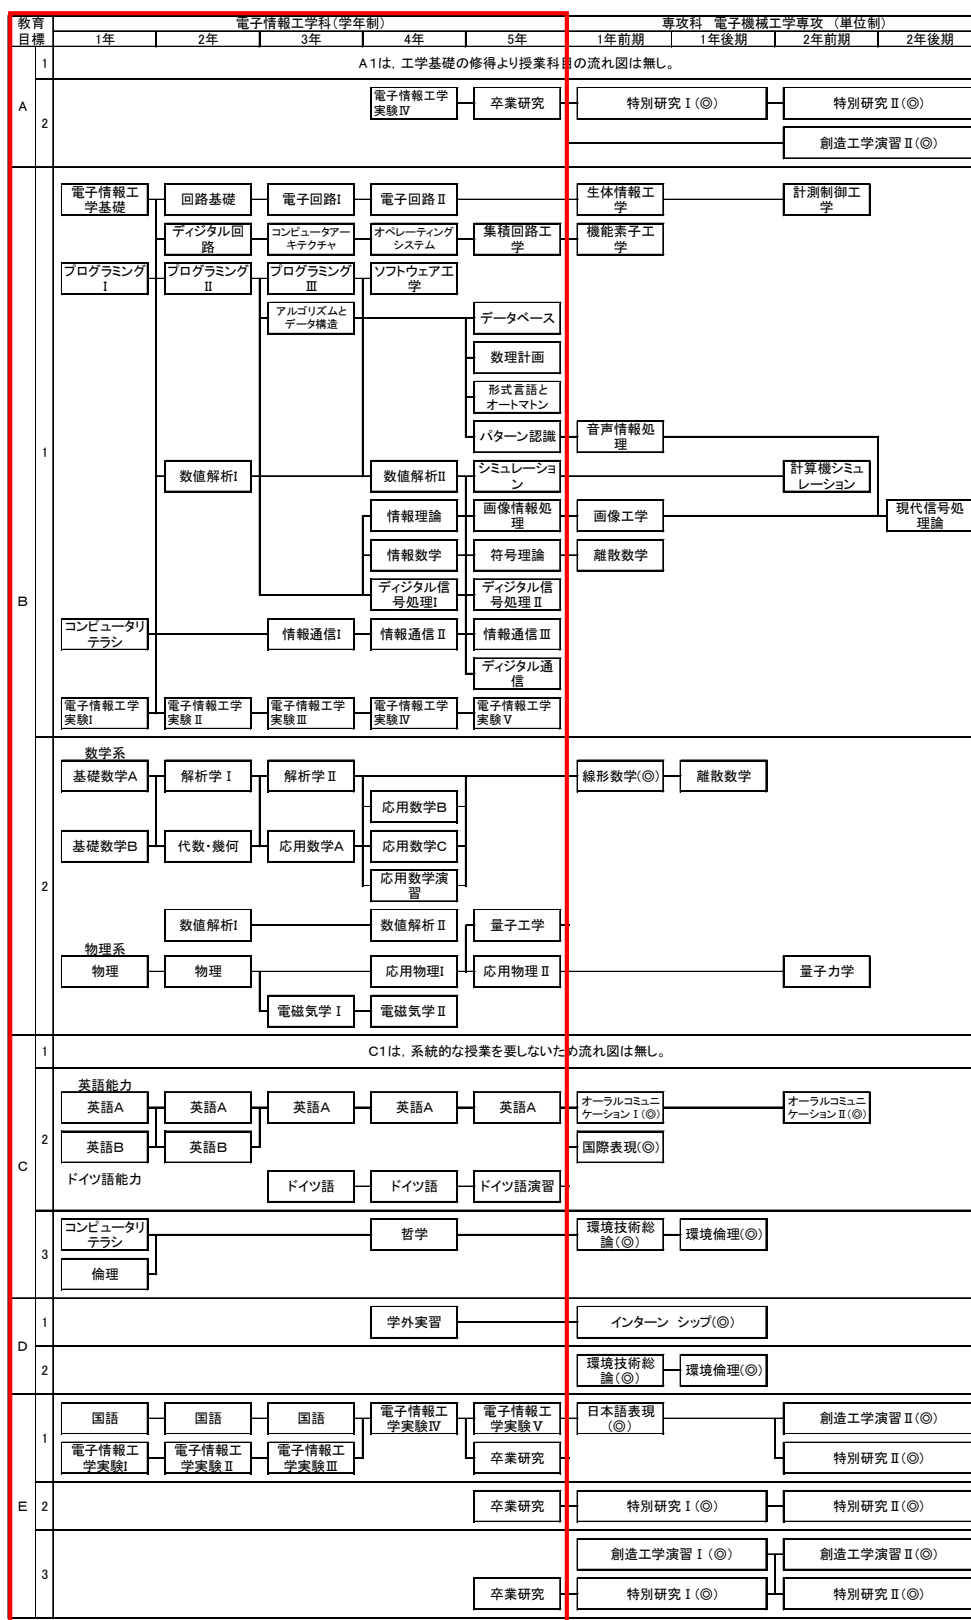 教育
目標
電子情報工学科(学年制)
専攻科 電子機械工学専攻 (単位制)
1年 2年 3年 4年 5年 1年前期 1年後期 2年前期 2年後期
A
1
A1は，工学基礎の修得より授業科目の流れ図は無し。
2
電子情報工学
実験Ⅳ
卒業研究
特別研究Ⅰ(◎)
特別研究Ⅱ(◎)
創造工学演習Ⅱ(◎)
B
1
電子情報工
学基礎
回路基礎
電子回路I
電子回路Ⅱ
生体情報工
学
計測制御工
学
ディジタル回
路
コンピュータアー
キテクチャ
オペレーティング
システム
集積回路工
学
機能素子工
学
プログラミング
I
プログラミング
Ⅱ
プログラミング
Ⅲ
ソフトウェア工
学
アルゴリズムと
データ構造
データベース
数理計画
形式言語と
オートマトン
パターン認識
音声情報処
理
数値解析I
数値解析II
シミュレーショ
ン
計算機シミュ
レーション
情報理論
画像情報処
理
画像工学
現代信号処
理論
情報数学
符号理論
離散数学
ディジタル信
号処理I
ディジタル信
号処理Ⅱ
コンピュータリ
テラシ
情報通信I
情報通信Ⅱ
情報通信Ⅲ
ディジタル通
信
電子情報工学
実験I
電子情報工学
実験Ⅱ
電子情報工学
実験Ⅲ
電子情報工学
実験Ⅳ
電子情報工学
実験Ⅴ
2
数学系
基礎数学A
解析学Ⅰ
解析学Ⅱ
線形数学(◎)
離散数学
応用数学B
基礎数学B
代数・幾何
応用数学A
応用数学C
応用数学演
習
数値解析I
数値解析Ⅱ
量子工学
物理系
物理
物理
応用物理I
応用物理Ⅱ
量子力学
電磁気学Ⅰ
電磁気学Ⅱ
C
1
C1は，系統的な授業を要しないため流れ図は無し。
2
英語能力
英語A
英語A
英語A
英語A
英語A
オーラルコミュニ
ケーションⅠ(◎)
オーラルコミュニ
ケーションⅡ(◎)
英語B
英語B
国際表現(◎)
ドイツ語能力
ドイツ語
ドイツ語
ドイツ語演習
3
コンピュータリ
テラシ
哲学
環境技術総
論(◎)
環境倫理(◎)
倫理
D
1
学外実習
インターン シップ(◎)
2
環境技術総
論(◎)
環境倫理(◎)
E
1
国語
国語
国語
電子情報工
学実験Ⅳ
電子情報工
学実験Ⅴ
日本語表現
(◎)
創造工学演習Ⅱ(◎)
電子情報工
学実験I
電子情報工
学実験Ⅱ
電子情報工
学実験Ⅲ
卒業研究
特別研究Ⅱ(◎)
2
卒業研究
特別研究Ⅰ(◎)
特別研究Ⅱ(◎)
3
創造工学演習Ⅰ(◎)
創造工学演習Ⅱ(◎)
卒業研究
特別研究Ⅰ(◎)
特別研究Ⅱ(◎)